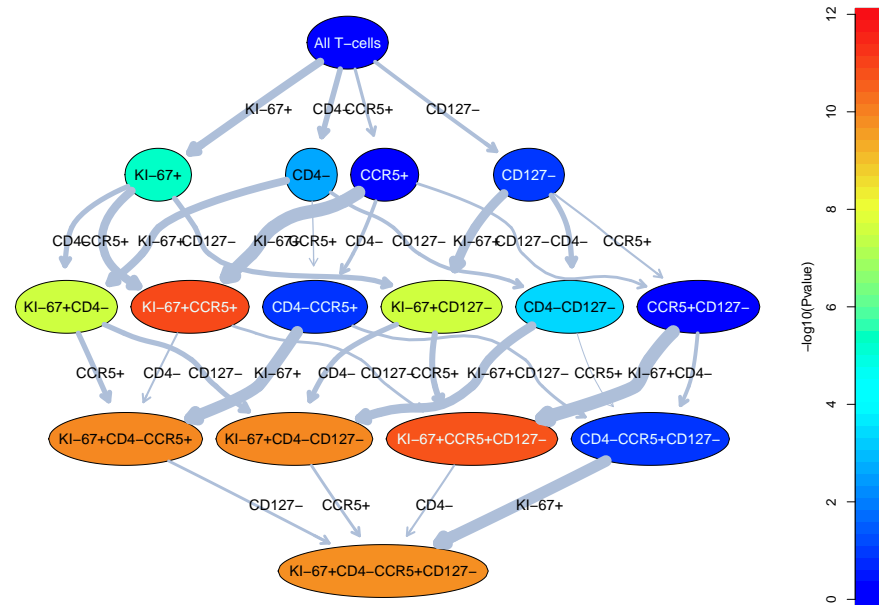 All T−cells
KI−67+ CD4− CCR5+ CD127−
KI−67+ CD4− CCR5+ CD127−
CD4− CCR5+ KI−67+ CD127− KI−67+ CCR5+ CD4− CD127− KI−67+ CD127− CD4− CCR5+
KI−67+CD4− KI−67+CCR5+ CD4−CCR5+ KI−67+CD127− CD4−CD127− CCR5+CD127−
CCR5+ CD4− CD127− KI−67+ CD4− CD127− CCR5+ KI−67+ CD127− CCR5+ KI−67+ CD4−
KI−67+CD4−CCR5+ KI−67+CD4−CD127− KI−67+CCR5+CD127− CD4−CCR5+CD127−
CD127− CCR5+ CD4− KI−67+
KI−67+CD4−CCR5+CD127−
12
10
8
6
4
2
0
−log10(Pvalue)